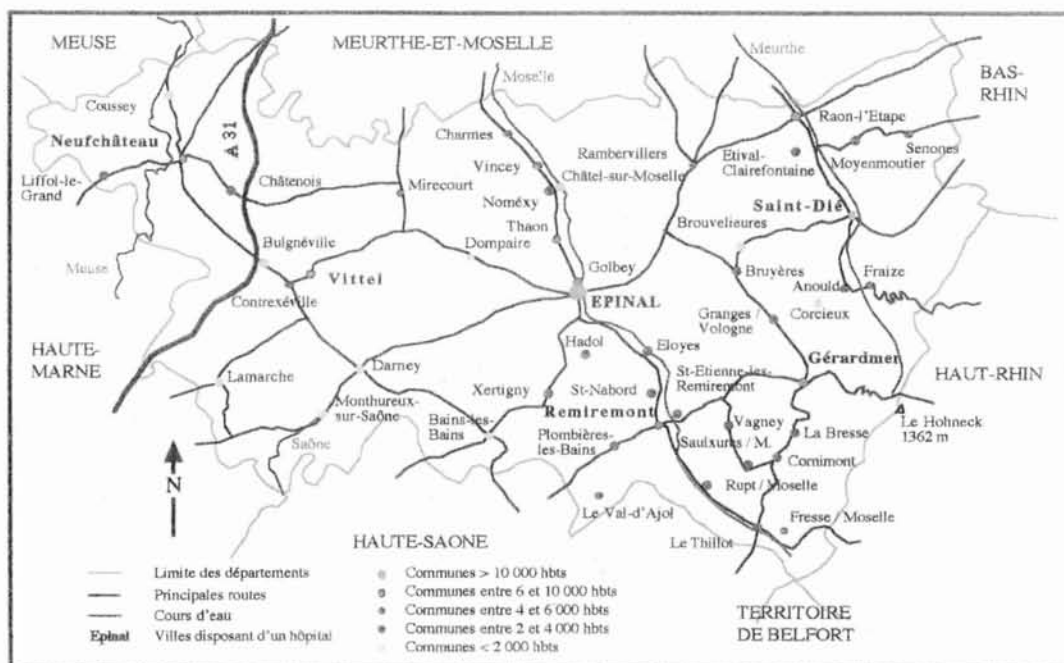 MEUSE
MEURTHE-ET-MOSELLE
Meurthe
BAS-
RHIN
Moselle
Coussey
A 31
Neufchâteau
Charmes
Rambervillers
Raon-l'Etape
Etival-
Clairefontaine
Senones
Moyenmoutier
Liffol-le-
Grand
Châtenois
Mirecourt
Vincey
Châtel-sur-Moselle
Noméxy
Saint-Dié
Thaon
Brouvelieures
Meuse
Bulgnéville
Dompaire
Golbey
Vittel
Bruyères
Anould
Fraize
Contrexéville
EPINAL
Granges /
Vologne
Corcieux
HAUTE-
MARNE
Hadol
Eloyes
Gérardmer
HAUT-RHIN
Lamarche
Darney
Xertigny
St-Nabord
St-Etienne-les-
Remiremont
Monthureux-
sur-Saône
Bains-les-
Bains
Remiremont
Vagney
La Bresse
Le Hohneck
1362 m
Saône
Plombières-
les-Bains
Saulxures / M.
Cornimont
N
Rupt / Moselle
Le Val-d'Ajol
Fresse / Moselle
HAUTE-SAONE
Le Thillot
TERRITOIRE
DE BELFORT
Limite des départements
Principales routes
Cours d'eau
Epinal Villes disposant d'un hôpital
Communes > 10 000 hbts
Communes entre 6 et 10 000 hbts
Communes entre 4 et 6 000 hbts
Communes entre 2 et 4 000 hbts
Communes < 2 000 hbts